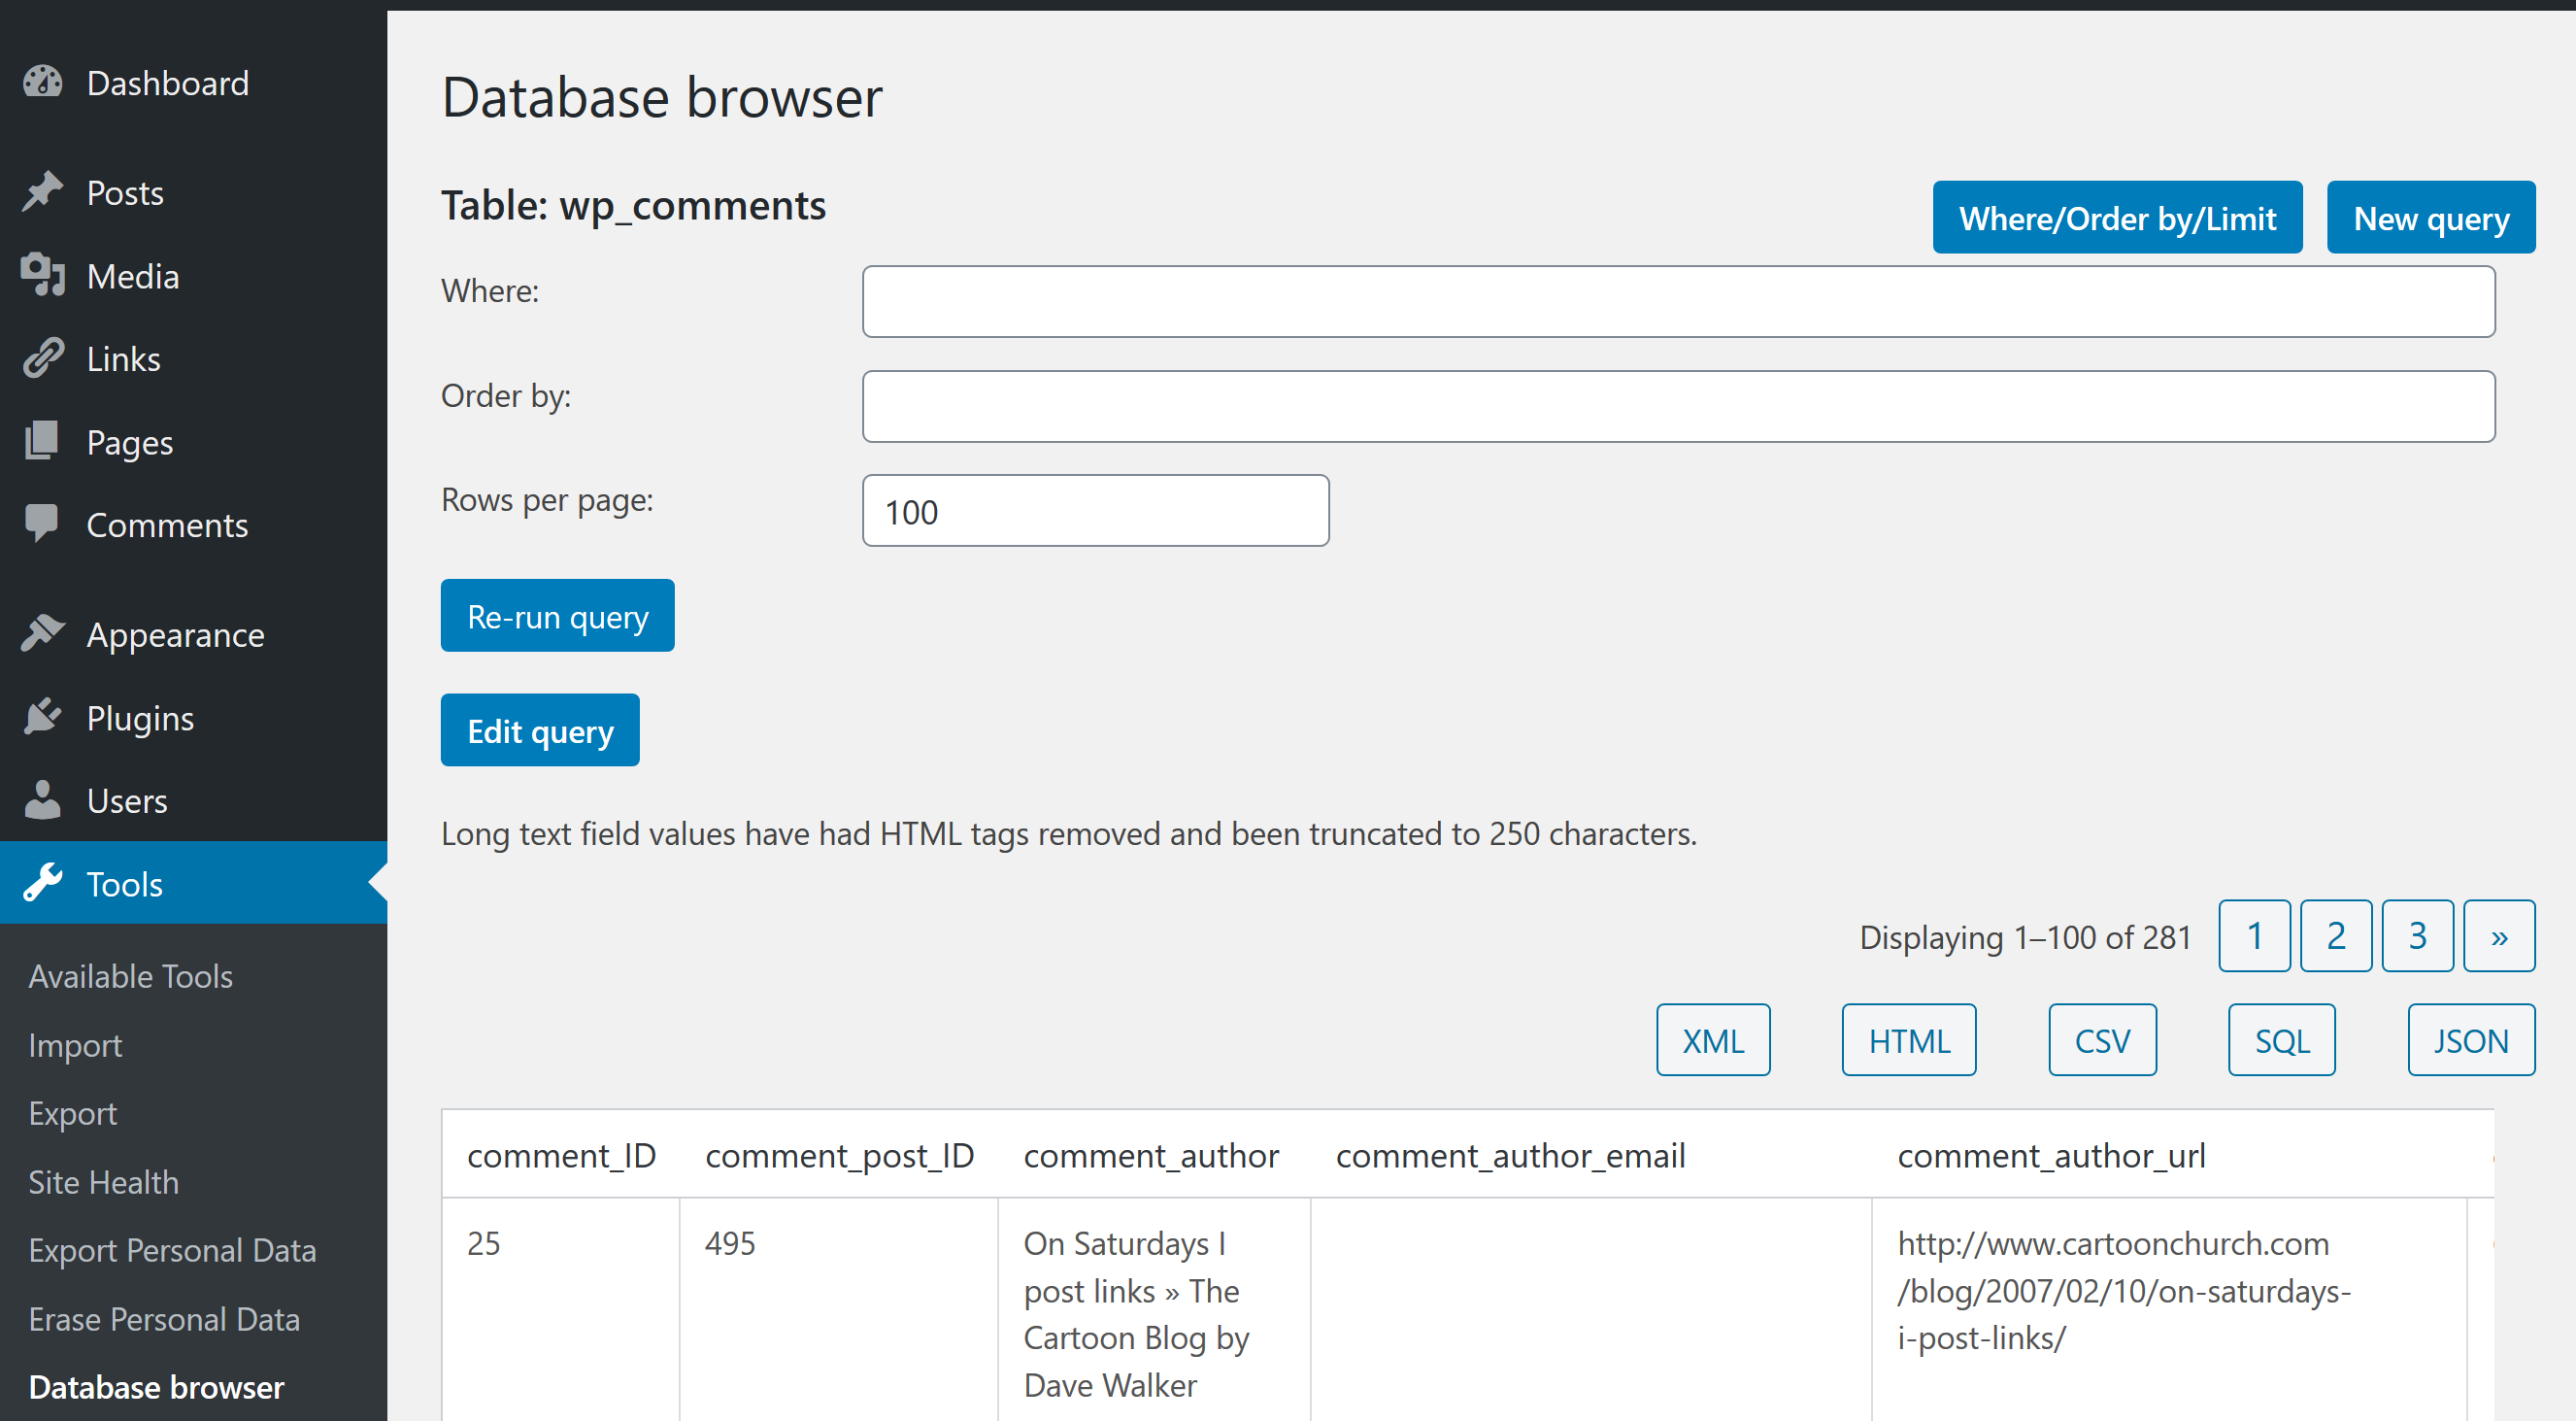 Dashboard
Posts
Media
Links
Pages
Comments
Appearance
Plugins
Users
Tools
Available Tools
Import
Export
Site Health
Export Personal Data
Erase Personal Data
Database browser
Database browser
Table: wp_comments
Where/Order by/Limit
New query
Where:
Order by:
Rows per page:
100
Re-run query
Edit query
Long text field values have had HTML tags removed and been truncated to 250 characters.
Displaying 1–100 of 281 1 2 3 »
XML HTML CSV SQL JSON
comment_ID comment_post_ID comment_author comment_author_email comment_author_url
25 495 On Saturdays I http://www.cartoonchurch.com
post links » The /blog/2007/02/10/on-saturdays-
Cartoon Blog by i-post-links/
Dave Walker